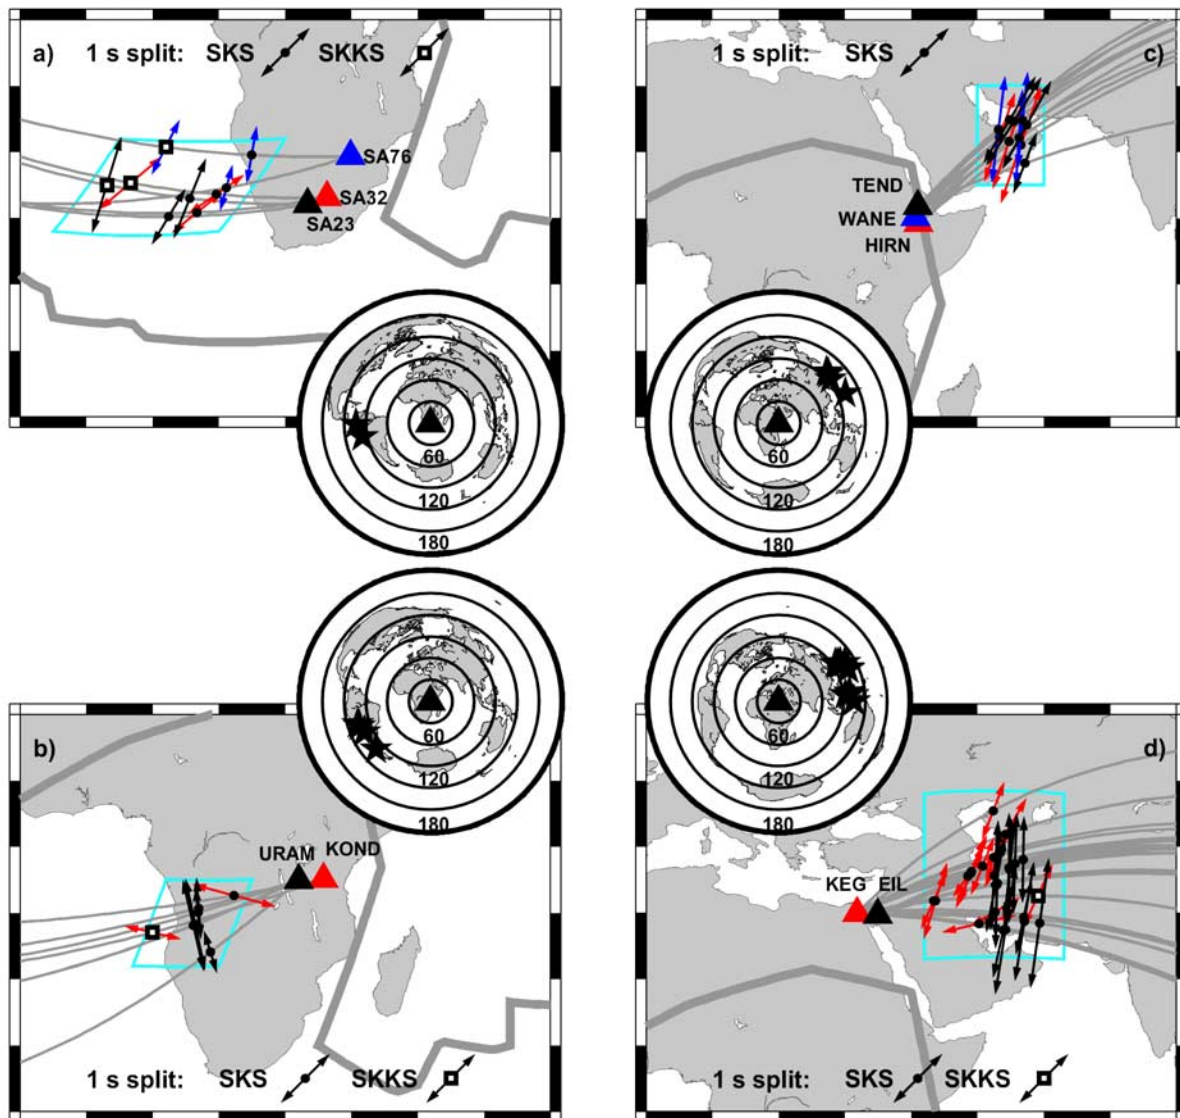 a) 1 s split: SKS SKKS
SA76
SA32
SA23
60
120
180
1 s split: SKS c)
TEND
WANE
HIRN
60
120
180
b)
60
120
180
URAM KOND
1 s split: SKS SKKS
60
120
180
d)
KEG EIL
1 s split: SKS SKKS